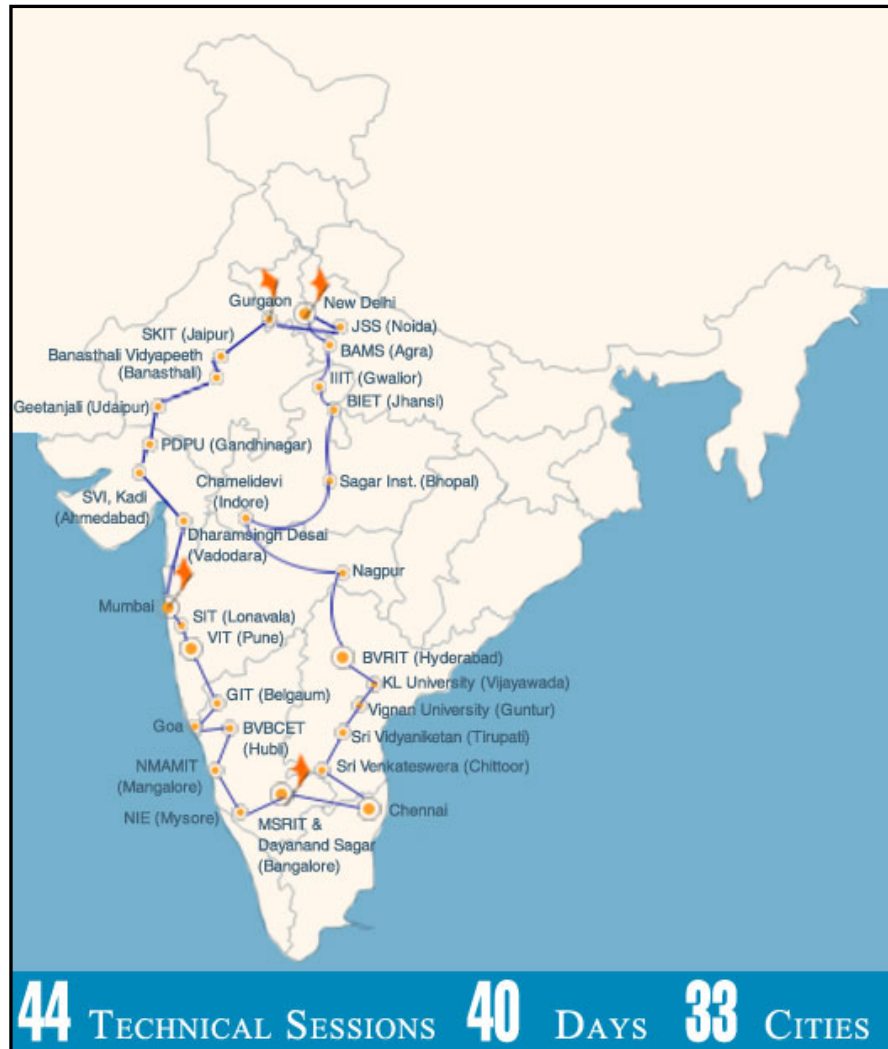 Gurgaon
New Delhi
SKIT (Jaipur)
JSS (Noida)
Banasthali Vidyapeeth
(Banasthali)
BAMS (Agra)
IIIT (Gwalior)
BIET (Jhansi)
Geetanjali (Udaipur)
PDPU (Gandhinagar)
Chamelidevi
(Indore)
Sagar Inst. (Bhopal)
SVI, Kadi
(Ahmedabad)
Dharamsingh Desai
(Vadodara)
Nagpur
Mumbai
SIT (Lonavala)
VIT (Pune)
BVRIT (Hyderabad)
KL University (Vijayawada)
GIT (Belgaum)
Vignan University (Guntur)
Goa
BVBCET
(Hubli)
Sri Vidyaniketan (Tirupati)
NMAMIT
(Mangalore)
Sri Venkateswera (Chittoor)
NIE (Mysore)
MSRIT &
Dayanand Sagar
(Bangalore)
Chennai
44 TECHNICAL SESSIONS 40 DAYS 33 CITIES